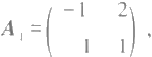 A₁ = ( -1 2
1 1 ) ,